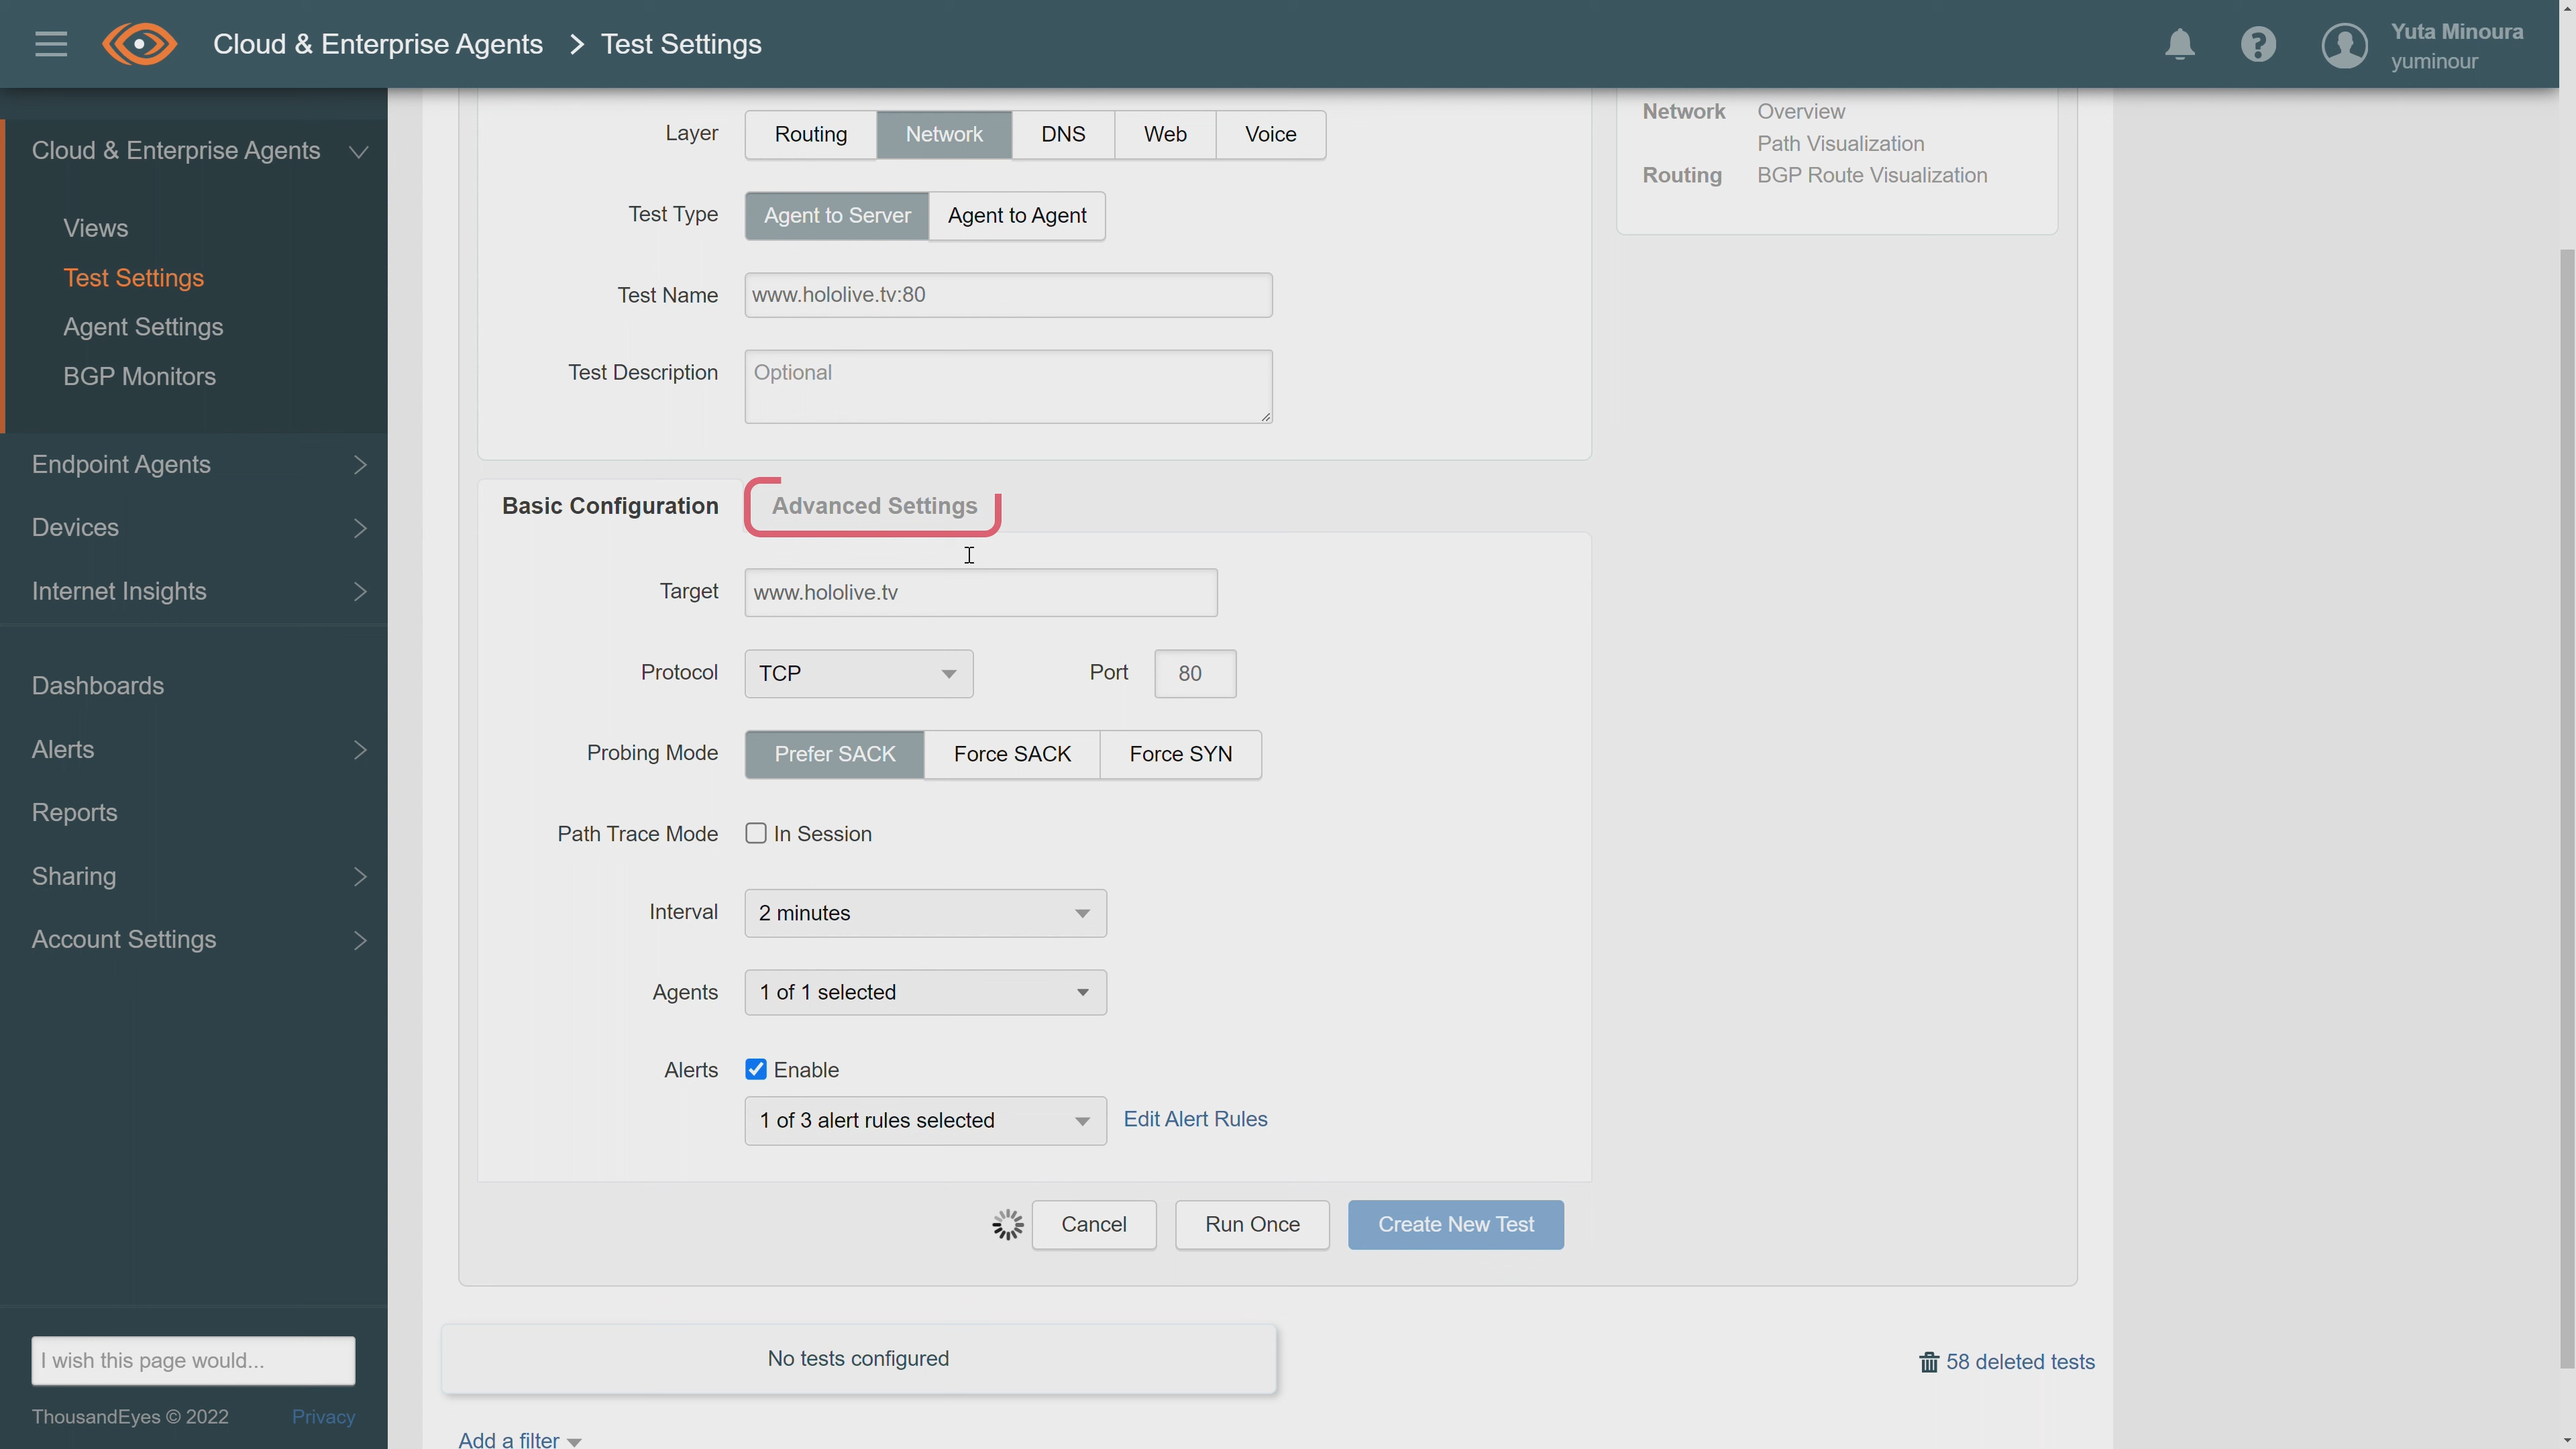 Cloud & Enterprise Agents > Test Settings
Yuta Minoura
yuminour
Cloud & Enterprise Agents
Views
Test Settings
Agent Settings
BGP Monitors
Endpoint Agents
Devices
Internet Insights
Dashboards
Alerts
Reports
Sharing
Account Settings
I wish this page would...
ThousandEyes © 2022 Privacy
Layer Routing Network DNS Web Voice
Test Type Agent to Server Agent to Agent
Test Name www.hololive.tv:80
Test Description Optional
Network Overview
Path Visualization
Routing BGP Route Visualization
Basic Configuration Advanced Settings
Target www.hololive.tv
Protocol TCP Port 80
Probing Mode Prefer SACK Force SACK Force SYN
Path Trace Mode In Session
Interval 2 minutes
Agents 1 of 1 selected
Alerts Enable
1 of 3 alert rules selected Edit Alert Rules
Cancel Run Once Create New Test
No tests configured
58 deleted tests
Add a filter